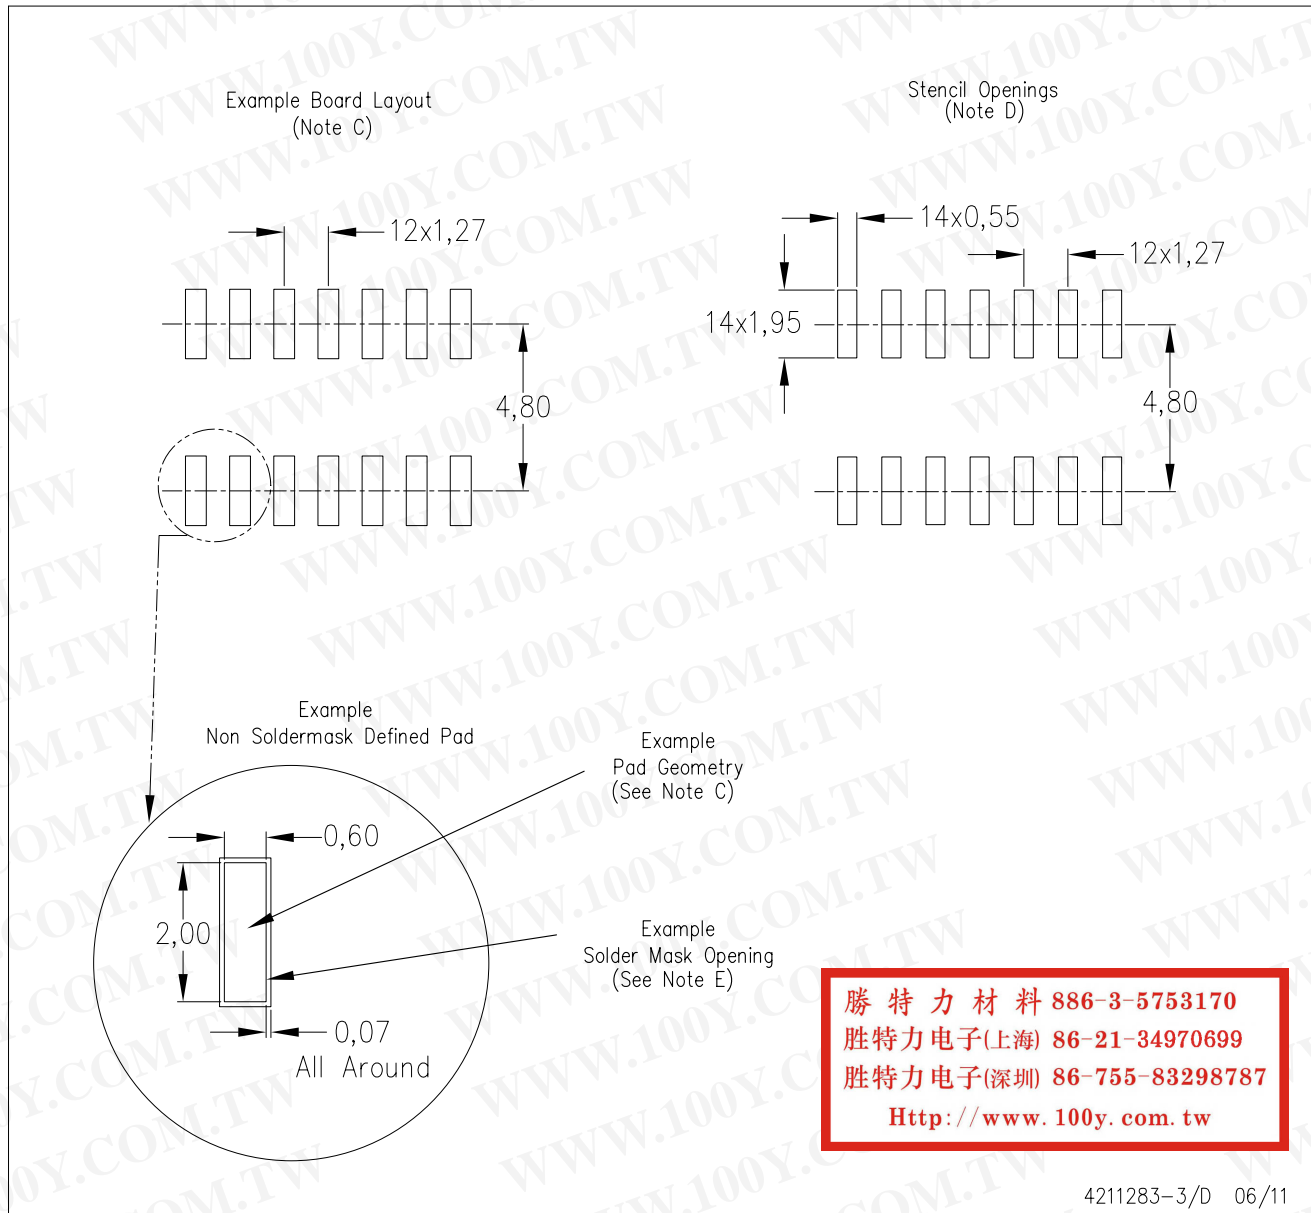 Example Board Layout
(Note C)
Stencil Openings
(Note D)
12x1,27
14x0,55
12x1,27
14x1,95
4,80
4,80
Example
Non Soldermask Defined Pad
Example
Pad Geometry
(See Note C)
0,60
2,00
Example
Solder Mask Opening
(See Note E)
0,07
All Around
勝 特 力 材 料 886-3-5753170
胜特力电子(上海) 86-21-34970699
胜特力电子(深圳) 86-755-83298787
Http://www.100y.com.tw
4211283-3/D 06/11
WWW.100Y.COM.TW